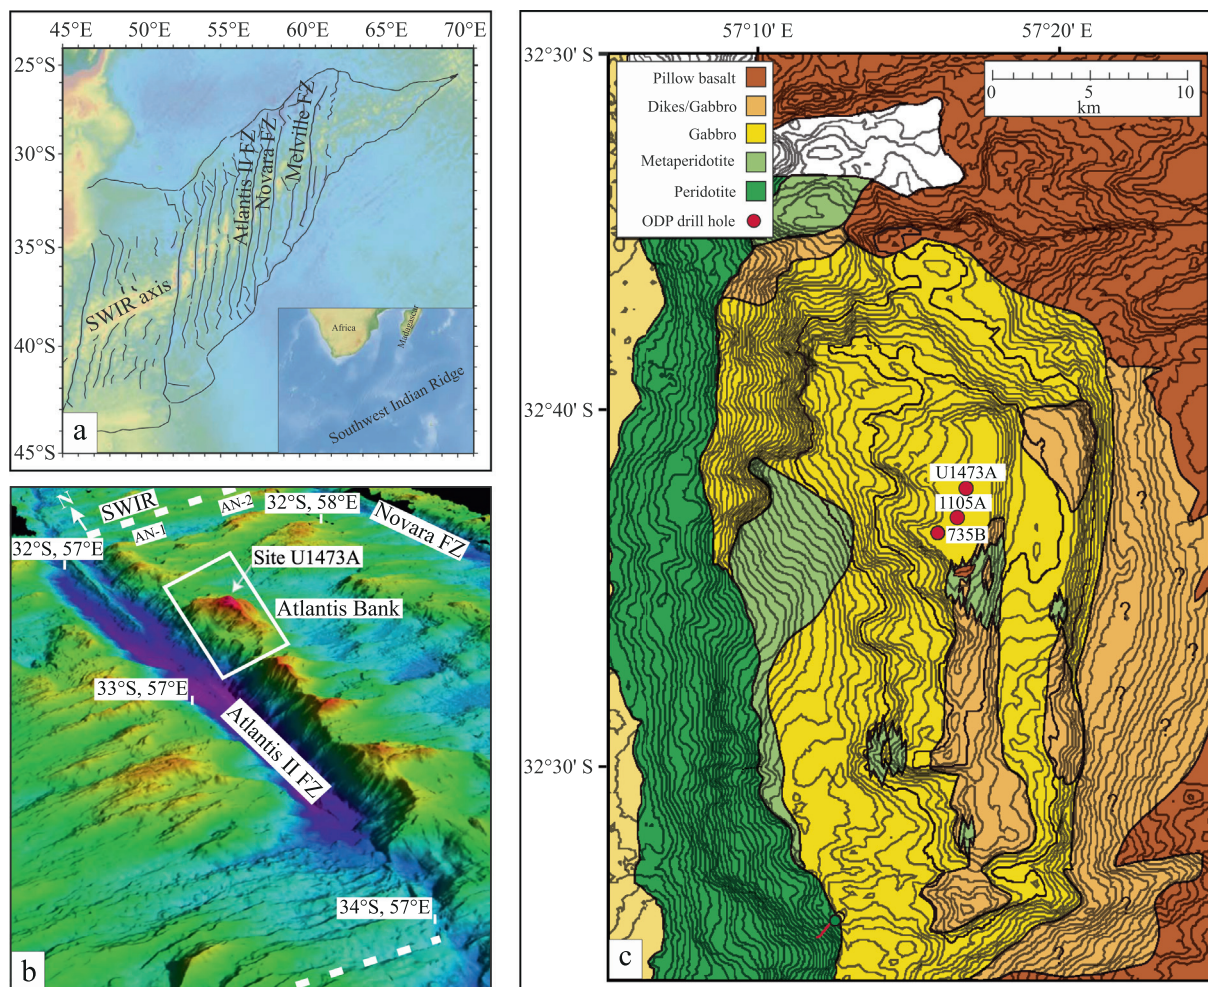 45°E 50°E 55°E 60°E 65°E 70°E
25°S
30°S
35°S
40°S
45°S
Atlantis II FZ
Novara FZ
Melville FZ
SWIR axis
Africa
Madagascar
Southwest Indian Ridge
a
N
SWIR
AN-1
AN-2
32°S, 58°E
Novara FZ
32°S, 57°E
Site U1473A
Atlantis Bank
33°S, 57°E
Atlantis II FZ
34°S, 57°E
b
57°10' E 57°20' E
32°30' S
32°40' S
32°30' S
Pillow basalt
Dikes/Gabbro
Gabbro
Metaperidotite
Peridotite
ODP drill hole
0 5 10
km
U1473A
1105A
735B
?
?
?
?
?
?
?
?
?
c